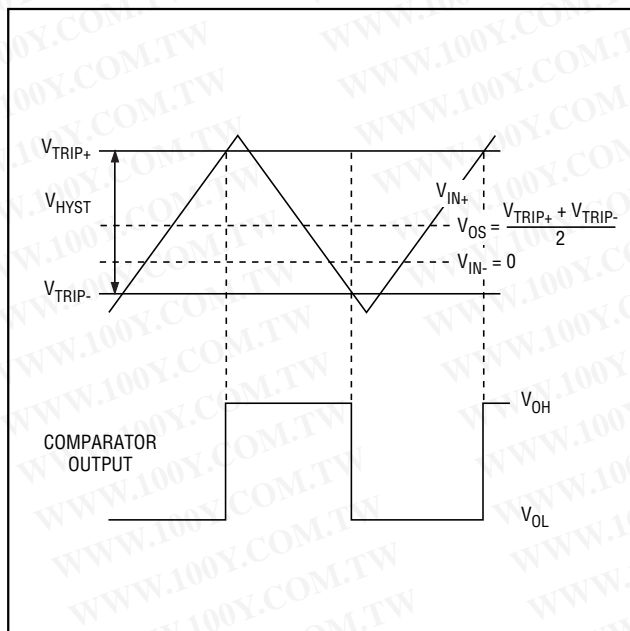 WWW.100Y.COM.TW
V_TRIP+
V_HYST
V_TRIP-
V_IN+
V_OS = (V_TRIP+ + V_TRIP-) / 2
V_IN- = 0
COMPARATOR
OUTPUT
V_OH
V_OL